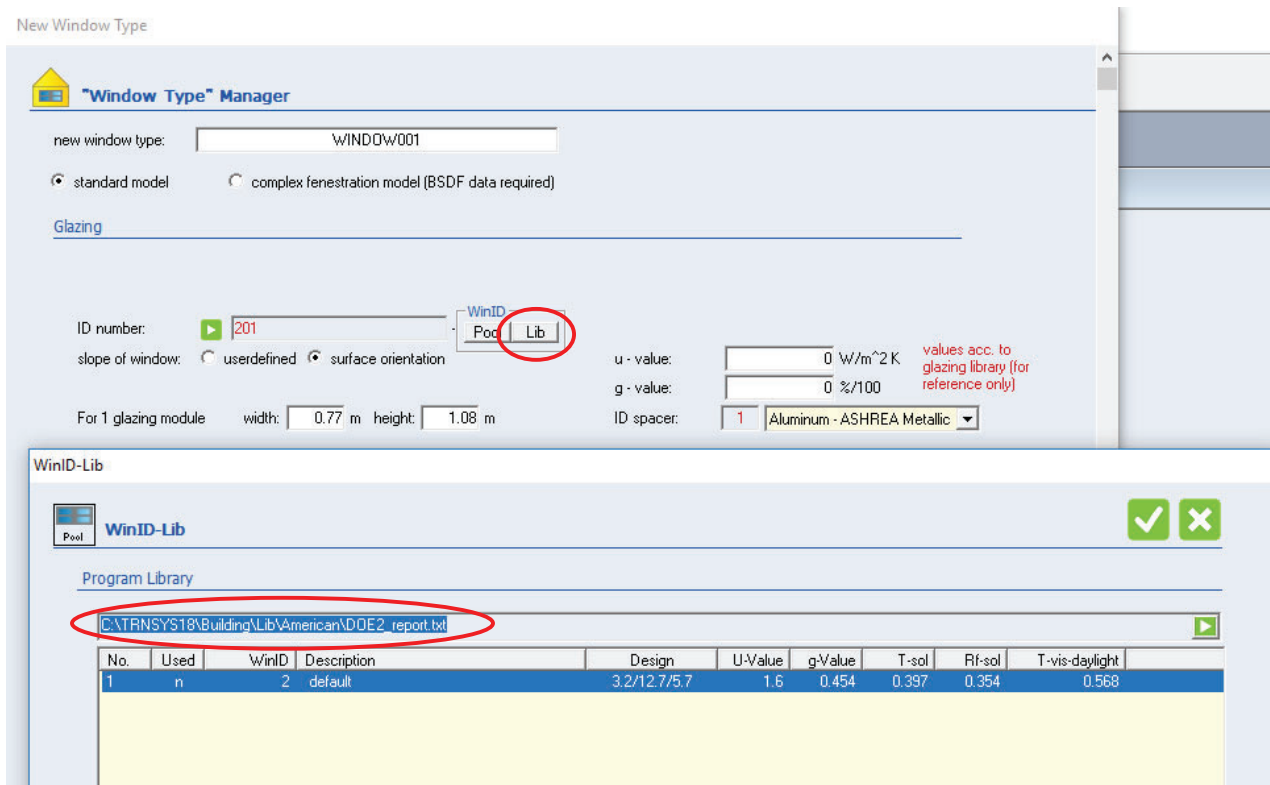 New Window Type
"Window Type" Manager
new window type: WINDOW001
standard model complex fenestration model (BSDF data required)
Glazing
WinID
ID number: 201 - Pool Lib
slope of window: userdefined surface orientation
u - value: 0 W/m^2 K
g - value: 0 %/100
values acc. to
glazing library (for
reference only)
For 1 glazing module width: 0.77 m height: 1.08 m ID spacer: 1 Aluminum - ASHREA Metallic
WinID-Lib
Pool WinID-Lib
Program Library
C:\TRNSYS18\Building\Lib\American\DOE2_report.txt
No. Used WinID Description Design U-Value g-Value T-sol Rf-sol T-vis-daylight
1 n 2 default 3.2/12.7/5.7 1.6 0.454 0.397 0.354 0.568